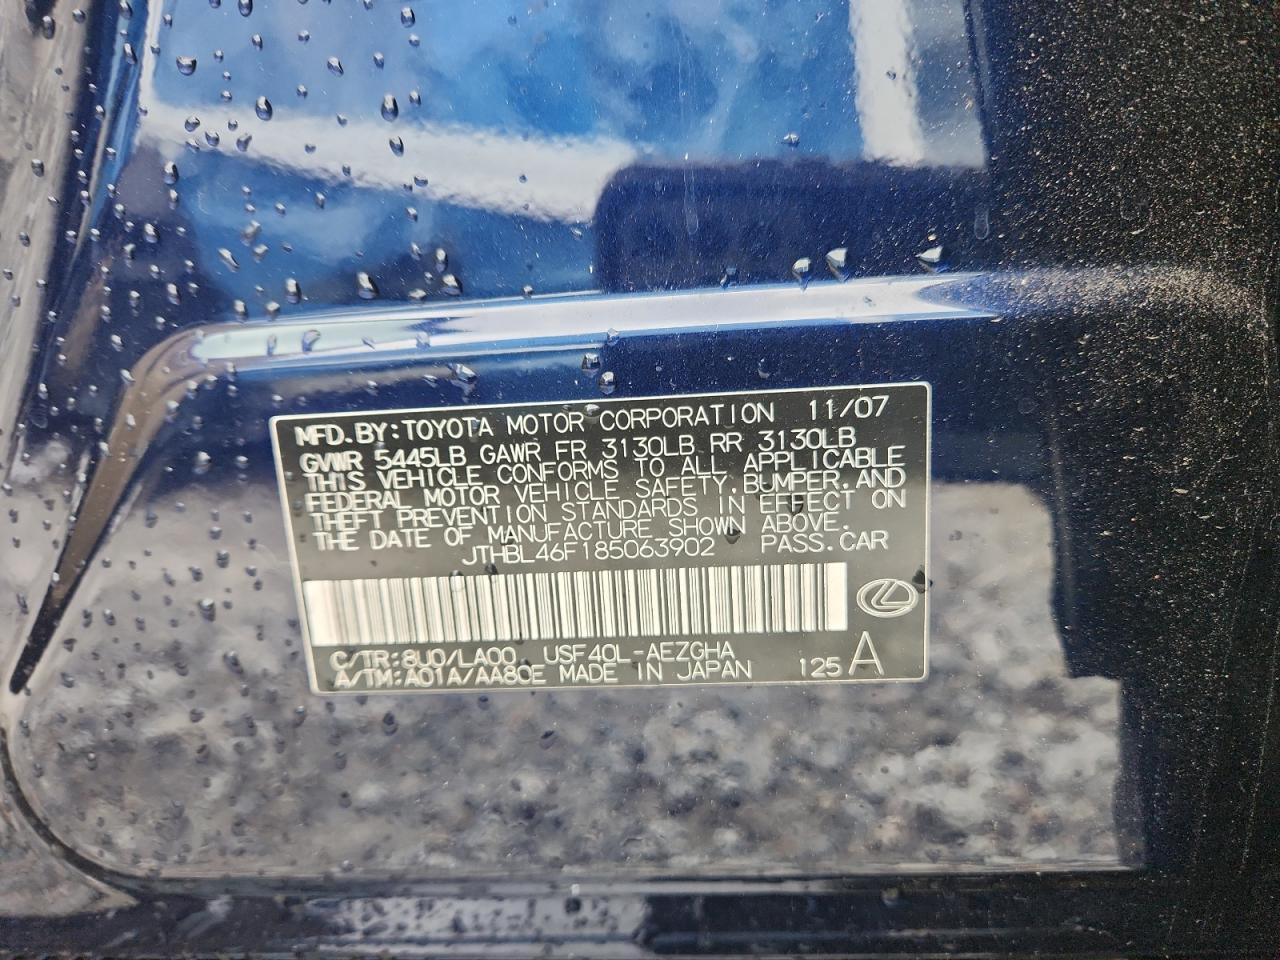 MFD.BY:TOYOTA MOTOR CORPORATION 11/07
GVWR 5445LB GAWR FR 3130LB RR 3130LB
THIS VEHICLE CONFORMS TO ALL APPLICABLE
FEDERAL MOTOR VEHICLE SAFETY,BUMPER,AND
THEFT PREVENTION STANDARDS IN EFFECT ON
THE DATE OF MANUFACTURE SHOWN ABOVE.
JTHBL46F185063902 PASS.CAR
C/TR:8U0/LA00 USF40L-AEZGHA
A/TM:A01A/AA80E MADE IN JAPAN 125 A